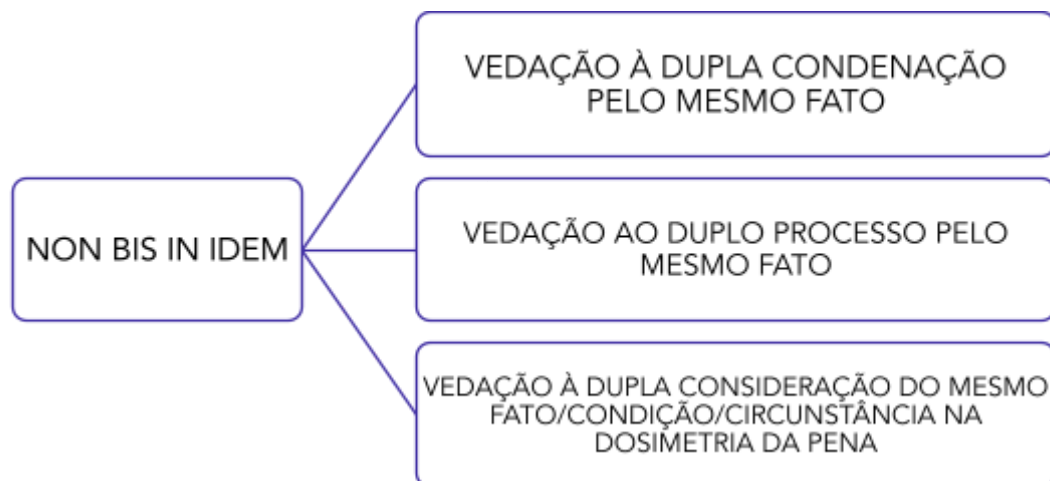 VEDAÇÃO À DUPLA CONDENAÇÃO
PELO MESMO FATO
NON BIS IN IDEM
VEDAÇÃO AO DUPLO PROCESSO PELO
MESMO FATO
VEDAÇÃO À DUPLA CONSIDERAÇÃO DO MESMO
FATO/CONDIÇÃO/CIRCUNSTÂNCIA NA
DOSIMETRIA DA PENA